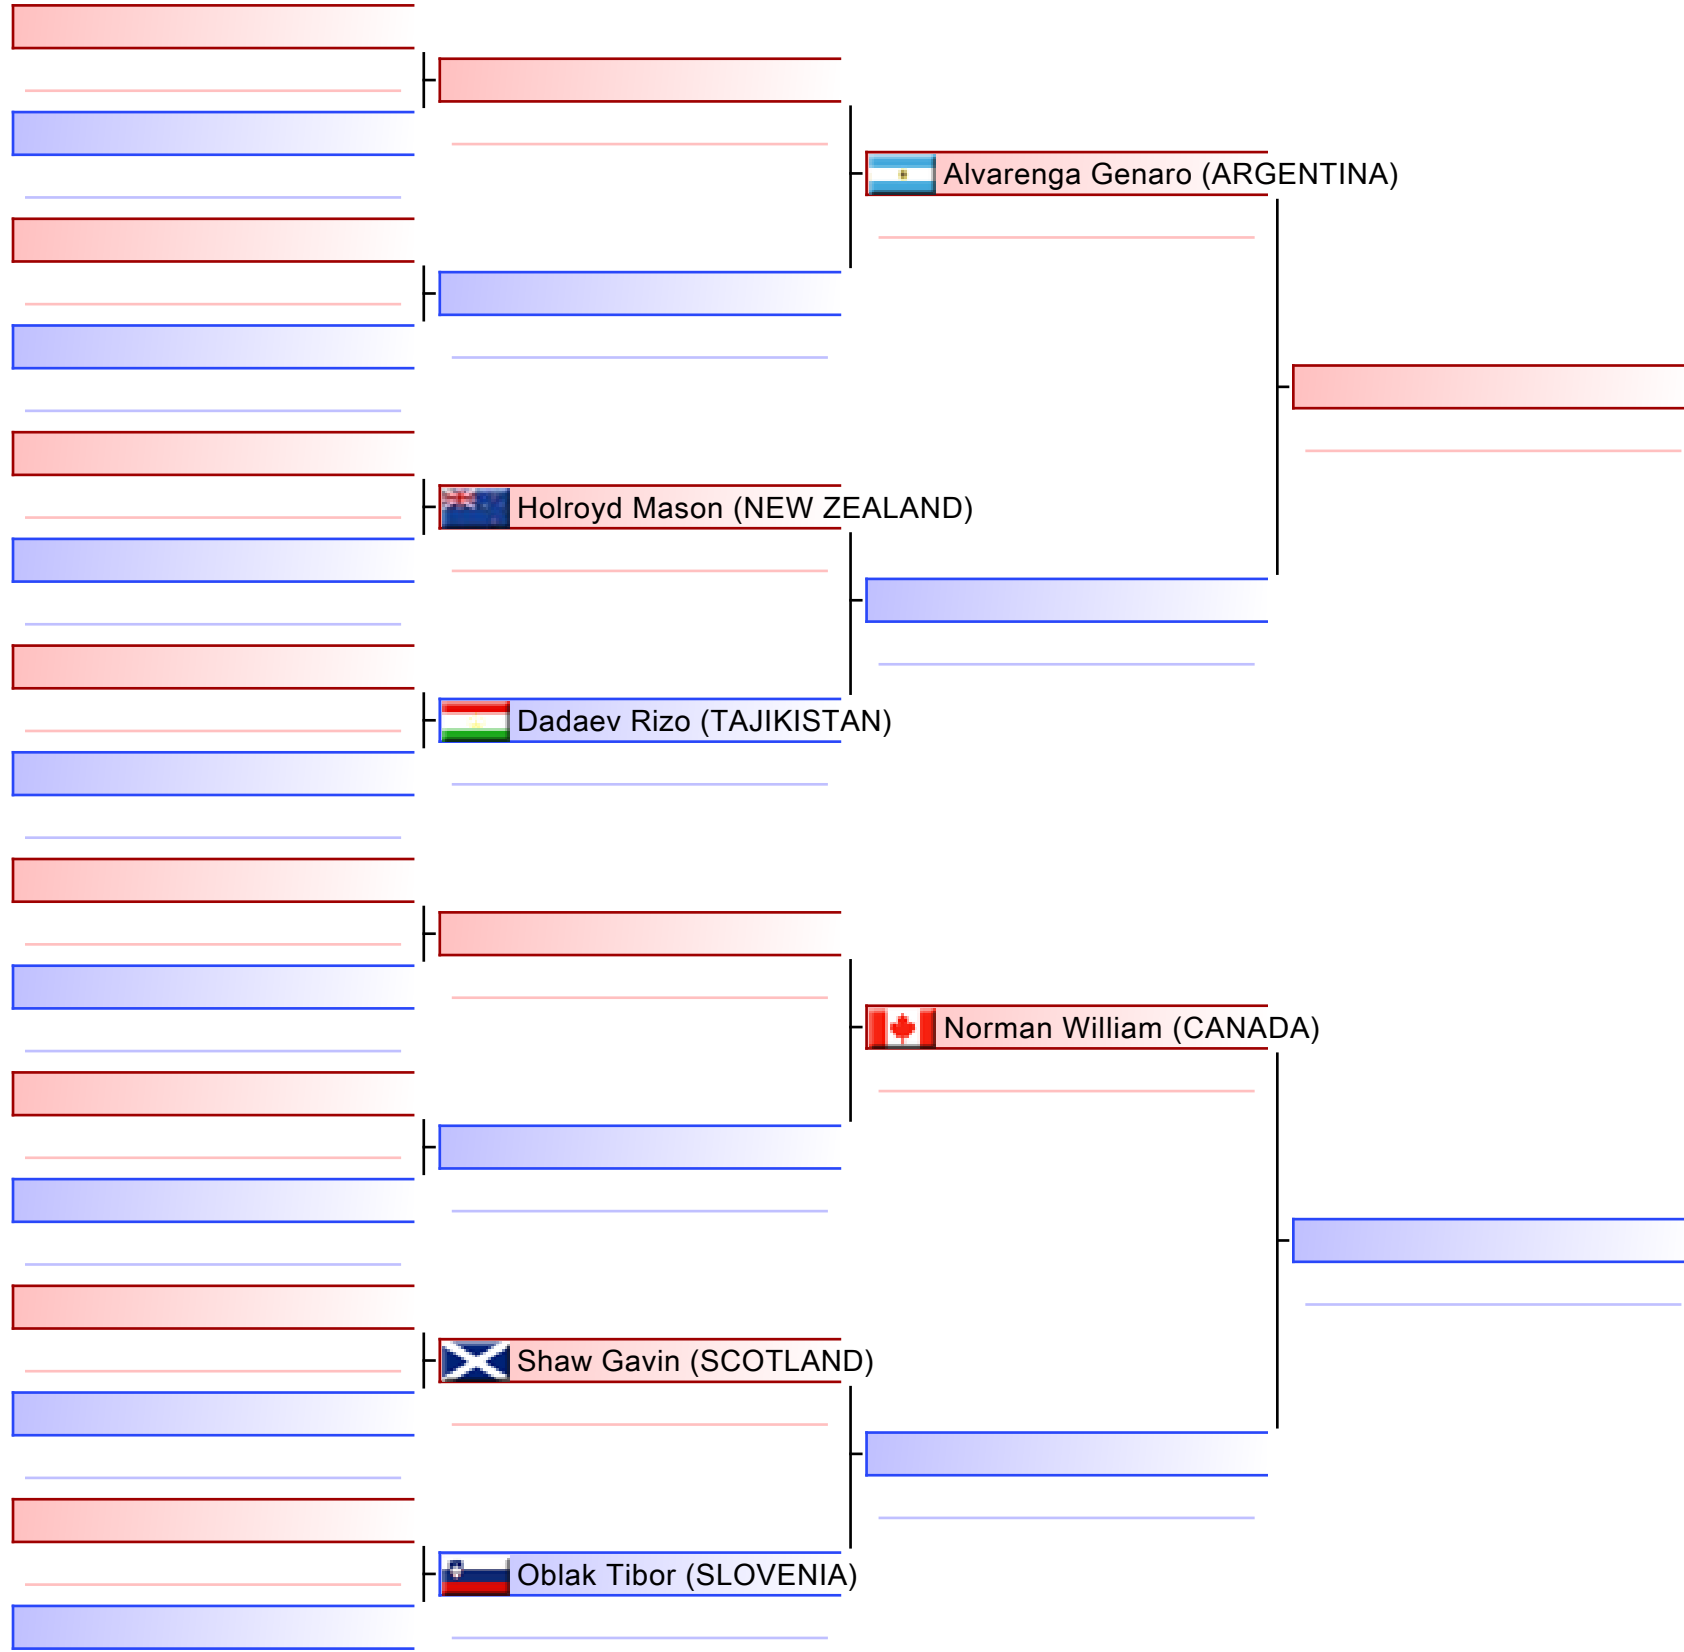 Alvarenga Genaro (ARGENTINA)
Holroyd Mason (NEW ZEALAND)
Dadaev Rizo (TAJIKISTAN)
Norman William (CANADA)
Shaw Gavin (SCOTLAND)
Oblak Tibor (SLOVENIA)